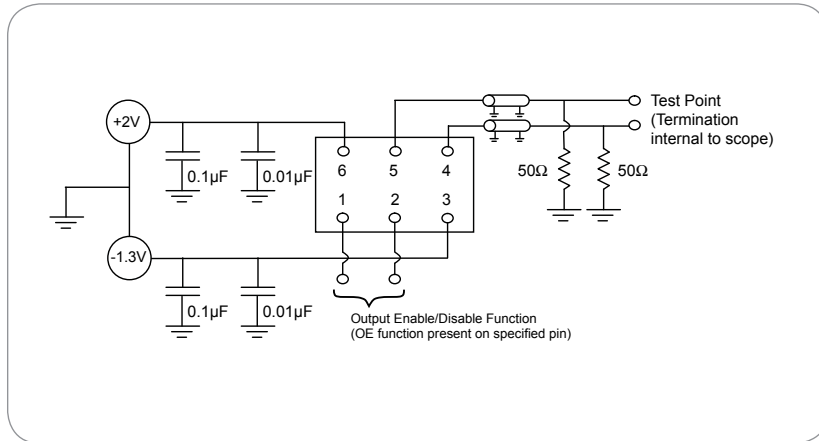 +2V
0.1µF
0.01µF
6
5
4
1
2
3
-1.3V
0.1µF
0.01µF
50Ω
50Ω
Test Point
(Termination
internal to scope)
Output Enable/Disable Function
(OE function present on specified pin)